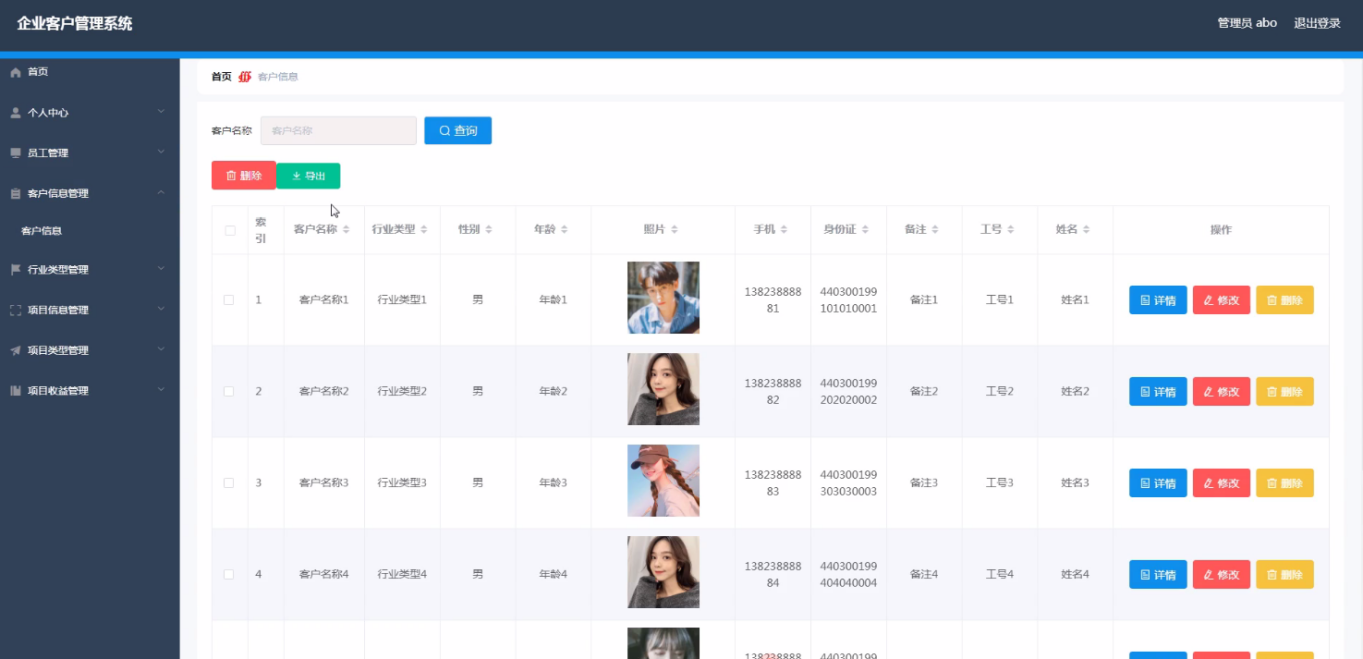 企业客户管理系统
管理员 abo 退出登录
首页
个人中心
员工管理
客户信息管理
客户信息
行业类型管理
项目信息管理
项目类型管理
项目收益管理
首页 客户信息
客户名称 客户名称 查询
删除 导出
索引 客户名称 行业类型 性别 年龄 照片 手机 身份证 备注 工号 姓名 操作
1 客户名称1 行业类型1 男 年龄1 13823888881 440300199101010001 备注1 工号1 姓名1 详情 修改 删除
2 客户名称2 行业类型2 男 年龄2 13823888882 440300199202020002 备注2 工号2 姓名2 详情 修改 删除
3 客户名称3 行业类型3 男 年龄3 13823888883 440300199303030003 备注3 工号3 姓名3 详情 修改 删除
4 客户名称4 行业类型4 男 年龄4 13823888884 440300199404040004 备注4 工号4 姓名4 详情 修改 删除
138238888 440300199